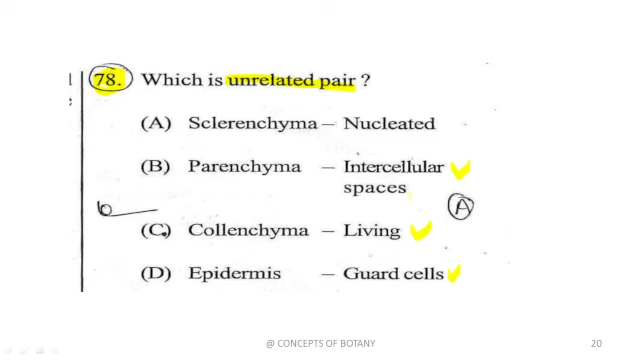 78. Which is unrelated pair ?
(A) Sclerenchyma – Nucleated
(B) Parenchyma – Intercellular
spaces
A
(C) Collenchyma – Living
(D) Epidermis – Guard cells
@ CONCEPTS OF BOTANY
20